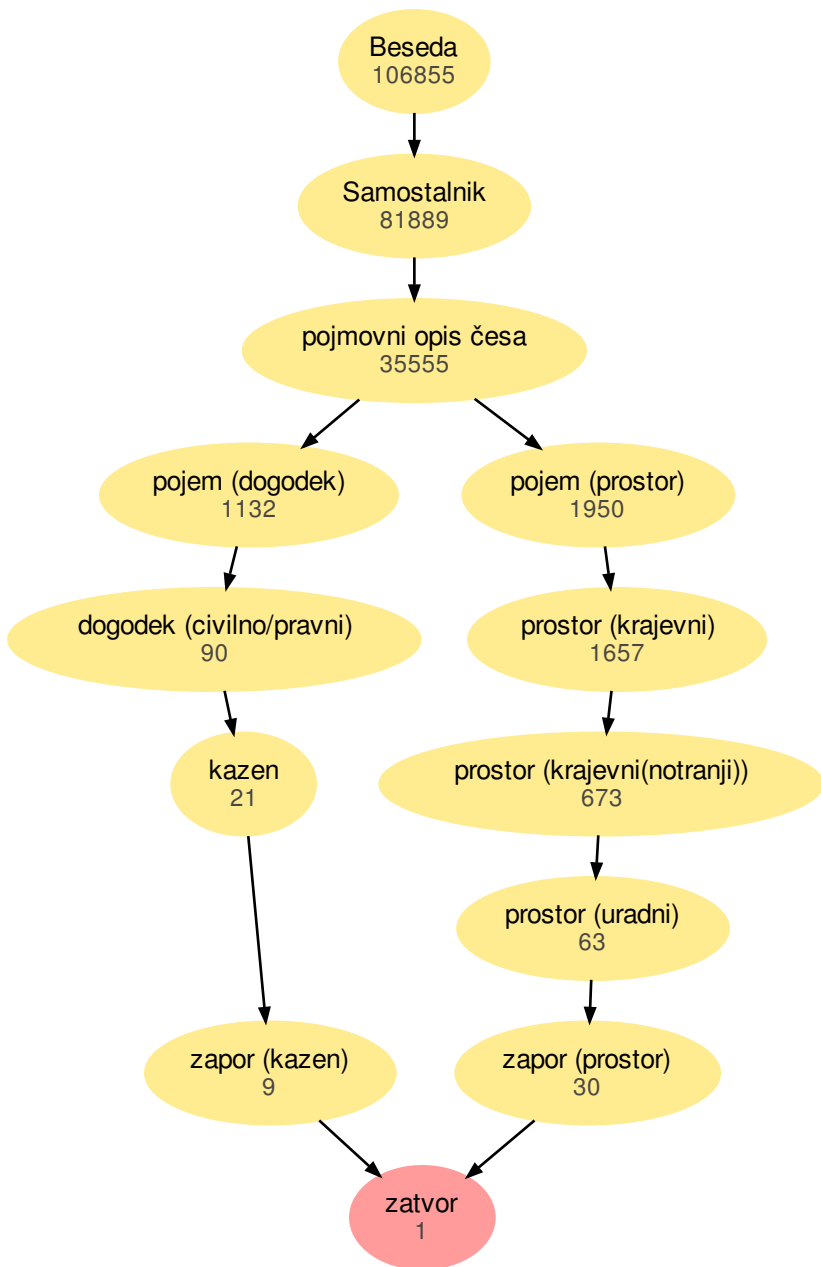 Beseda
106855
Samostalnik
81889
pojmovni opis česa
35555
pojem (dogodek)
1132
pojem (prostor)
1950
dogodek (civilno/pravni)
90
prostor (krajevni)
1657
kazen
21
prostor (krajevni(notranji))
673
prostor (uradni)
63
zapor (kazen)
9
zapor (prostor)
30
zatvor
1